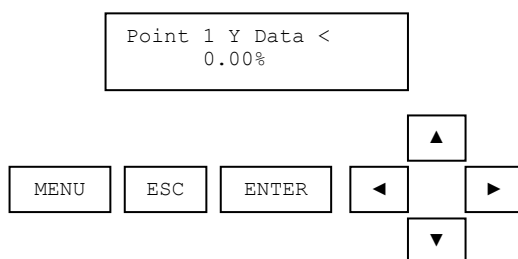 Point 1 Y Data <
0.00%
▲
MENU ESC ENTER ◄ ►
▼